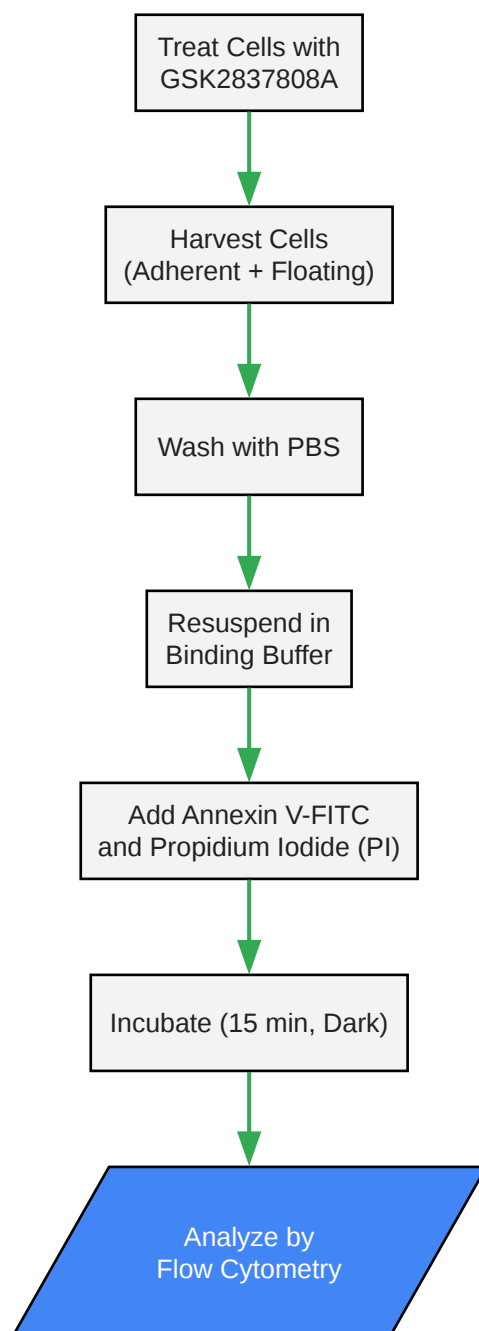 Treat Cells with
GSK2837808A
Harvest Cells
(Adherent + Floating)
Wash with PBS
Resuspend in
Binding Buffer
Add Annexin V-FITC
and Propidium Iodide (PI)
Incubate (15 min, Dark)
Analyze by
Flow Cytometry